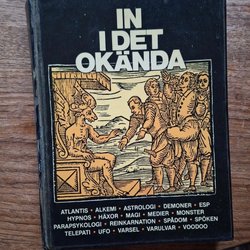 IN
I DET
OKÄNDA
ATLANTIS • ALKEMI • ASTROLOGI • DEMONER • ESP
HYPNOS • HÄXOR • MAGI • MEDIER • MONSTER
PARAPSYKOLOGI • REINKARNATION • SPÅDOM • SPÖKEN
TELEPATI • UFO • VARSEL • VARULVAR • VOODOO